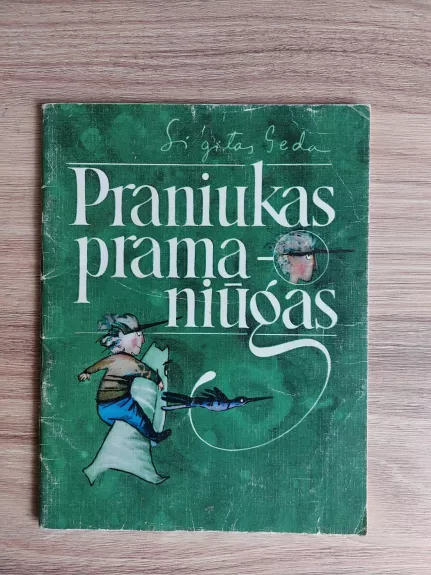 Sigitas Geda
Praniukas
prama-
niūgas